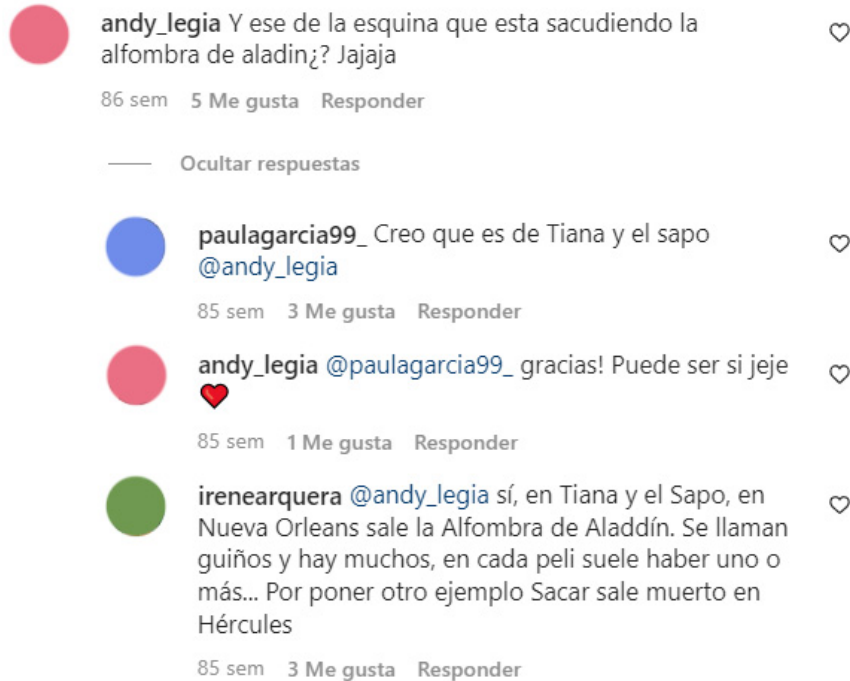 andy_legia Y ese de la esquina que esta sacudiendo la
alfombra de aladin¿? Jajaja
86 sem 5 Me gusta Responder
Ocultar respuestas
paulagarcia99_ Creo que es de Tiana y el sapo
@andy_legia
85 sem 3 Me gusta Responder
andy_legia @paulagarcia99_ gracias! Puede ser si jeje
❤️
85 sem 1 Me gusta Responder
irenearquera @andy_legia sí, en Tiana y el Sapo, en
Nueva Orleans sale la Alfombra de Aladdín. Se llaman
guiños y hay muchos, en cada peli suele haber uno o
más... Por poner otro ejemplo Sacar sale muerto en
Hércules
85 sem 3 Me gusta Responder